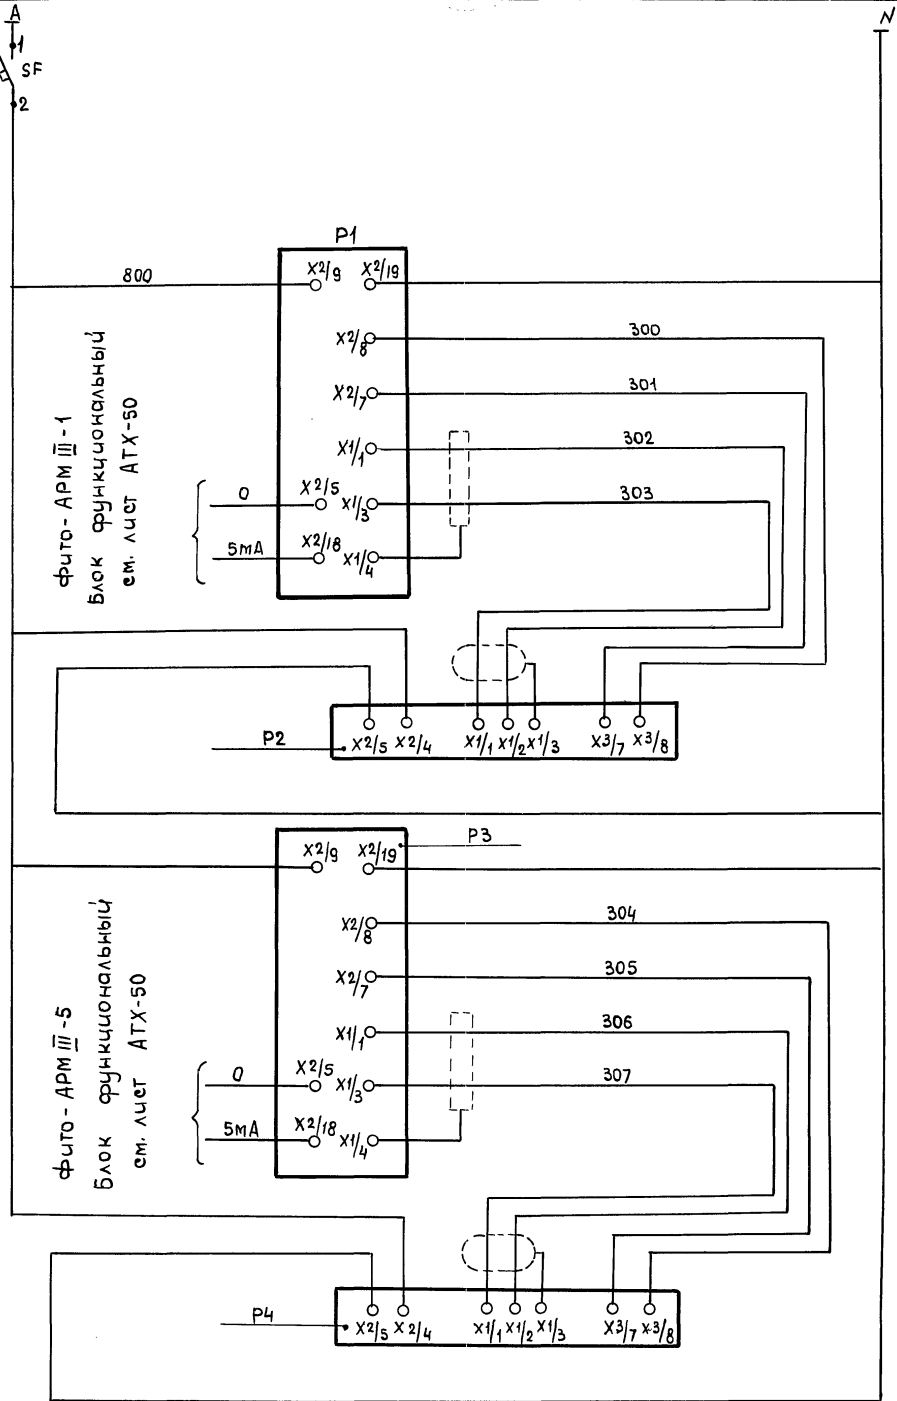 A
N
1
SF
2
P1
800
X2/9
X2/19
X2/8
300
X2/7
301
X1/1
302
X2/5
X1/3
303
0
X2/18
X1/4
5mA
фито-АРМ III-1
Блок функциональный
см. лист АТХ-50
P2
X2/5
X2/4
X1/1
X1/2
X1/3
X3/7
X3/8
P3
X2/9
X2/19
X2/8
304
X2/7
305
X1/1
306
X2/5
X1/3
307
0
X2/18
X1/4
5mA
фито-АРМ III-5
Блок функциональный
см. лист АТХ-50
P4
X2/5
X2/4
X1/1
X1/2
X1/3
X3/7
X3/8